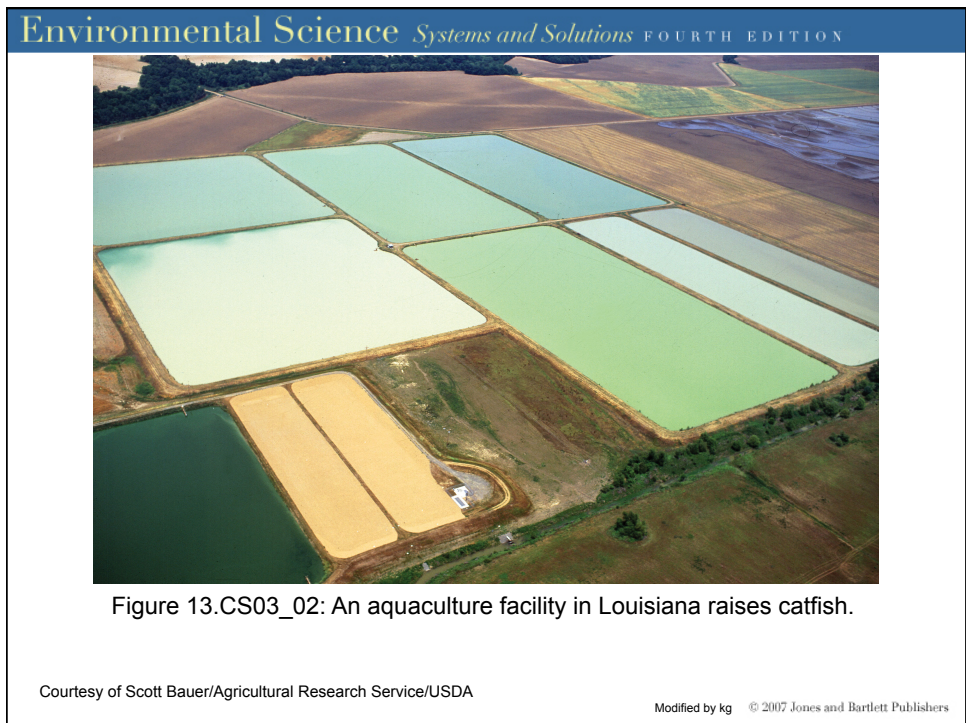 Environmental Science Systems and Solutions FOURTH EDITION
Figure 13.CS03_02: An aquaculture facility in Louisiana raises catfish.
Courtesy of Scott Bauer/Agricultural Research Service/USDA
Modified by kg © 2007 Jones and Bartlett Publishers